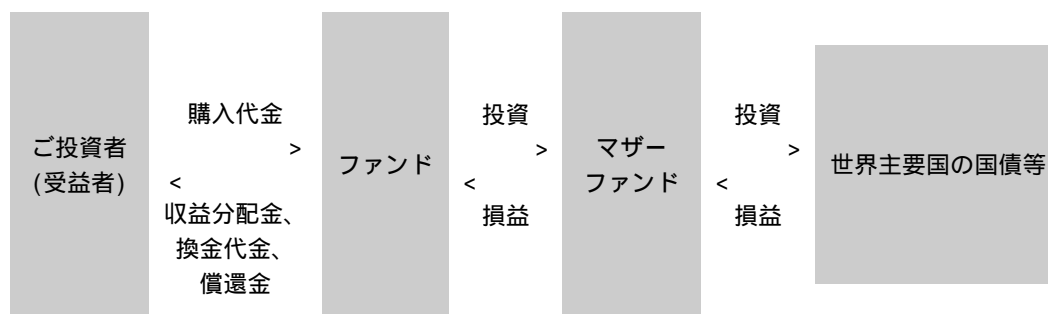 ご投資者
(受益者)
購入代金
>
<
収益分配金、
換金代金、
償還金
ファンド
投資
>
<
損益
マザー
ファンド
投資
>
<
損益
世界主要国の国債等